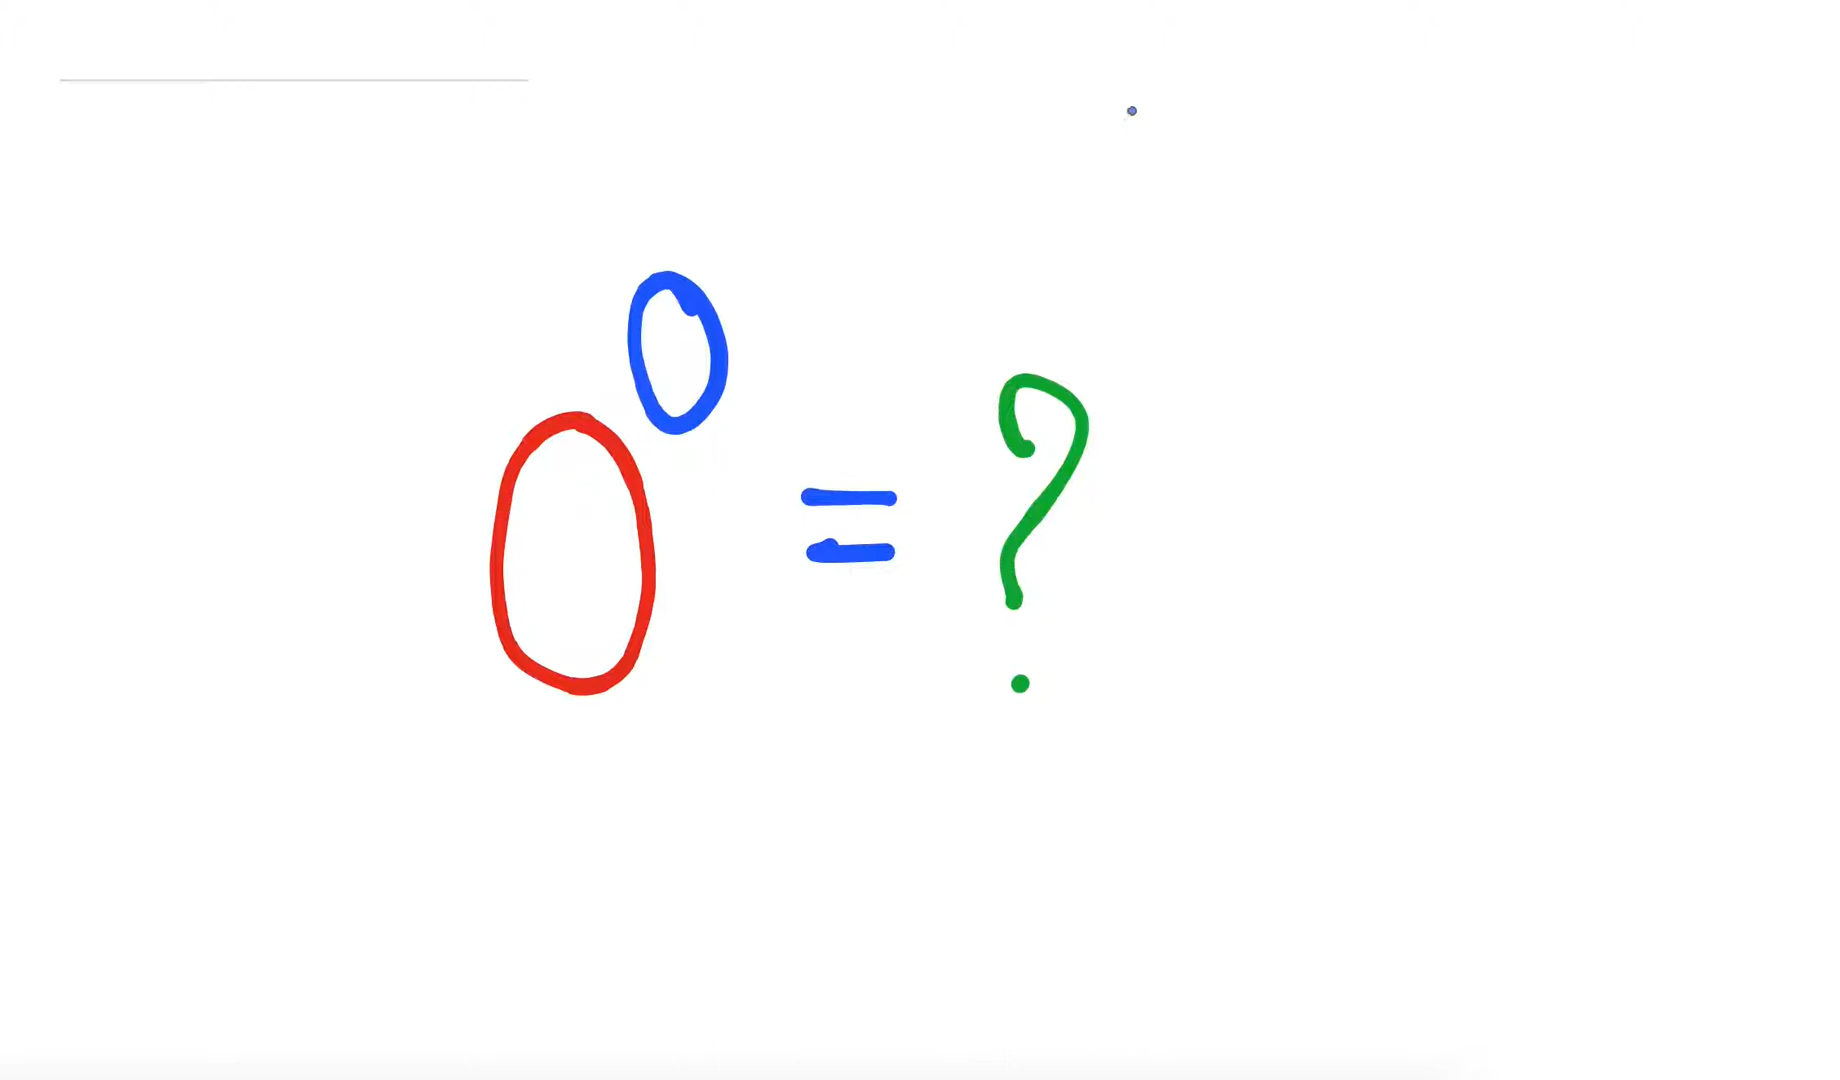 0⁰ = ?